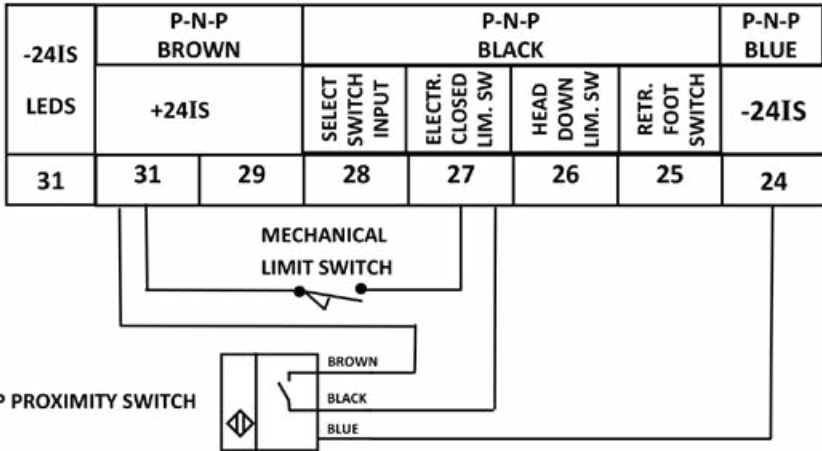 -24IS
LEDS
P-N-P
BROWN
P-N-P
BLACK
P-N-P
BLUE
+24IS
SELECT
SWITCH
INPUT
ELECTR.
CLOSED
LIM. SW
HEAD
DOWN
LIM. SW
RETR.
FOOT
SWITCH
-24IS
31
31
29
28
27
26
25
24
MECHANICAL
LIMIT SWITCH
BROWN
P PROXIMITY SWITCH
BLACK
BLUE